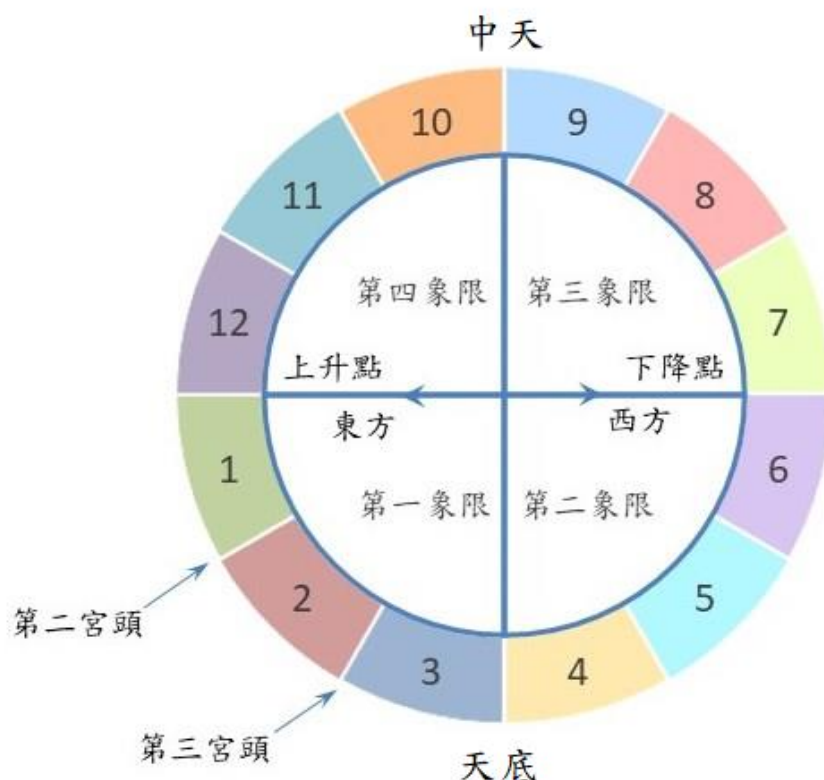 中天
10
9
11
8
第四象限
第三象限
12
7
上升點
下降點
東方
西方
1
6
第一象限
第二象限
2
5
第二宮頭
3
4
第三宮頭
天底